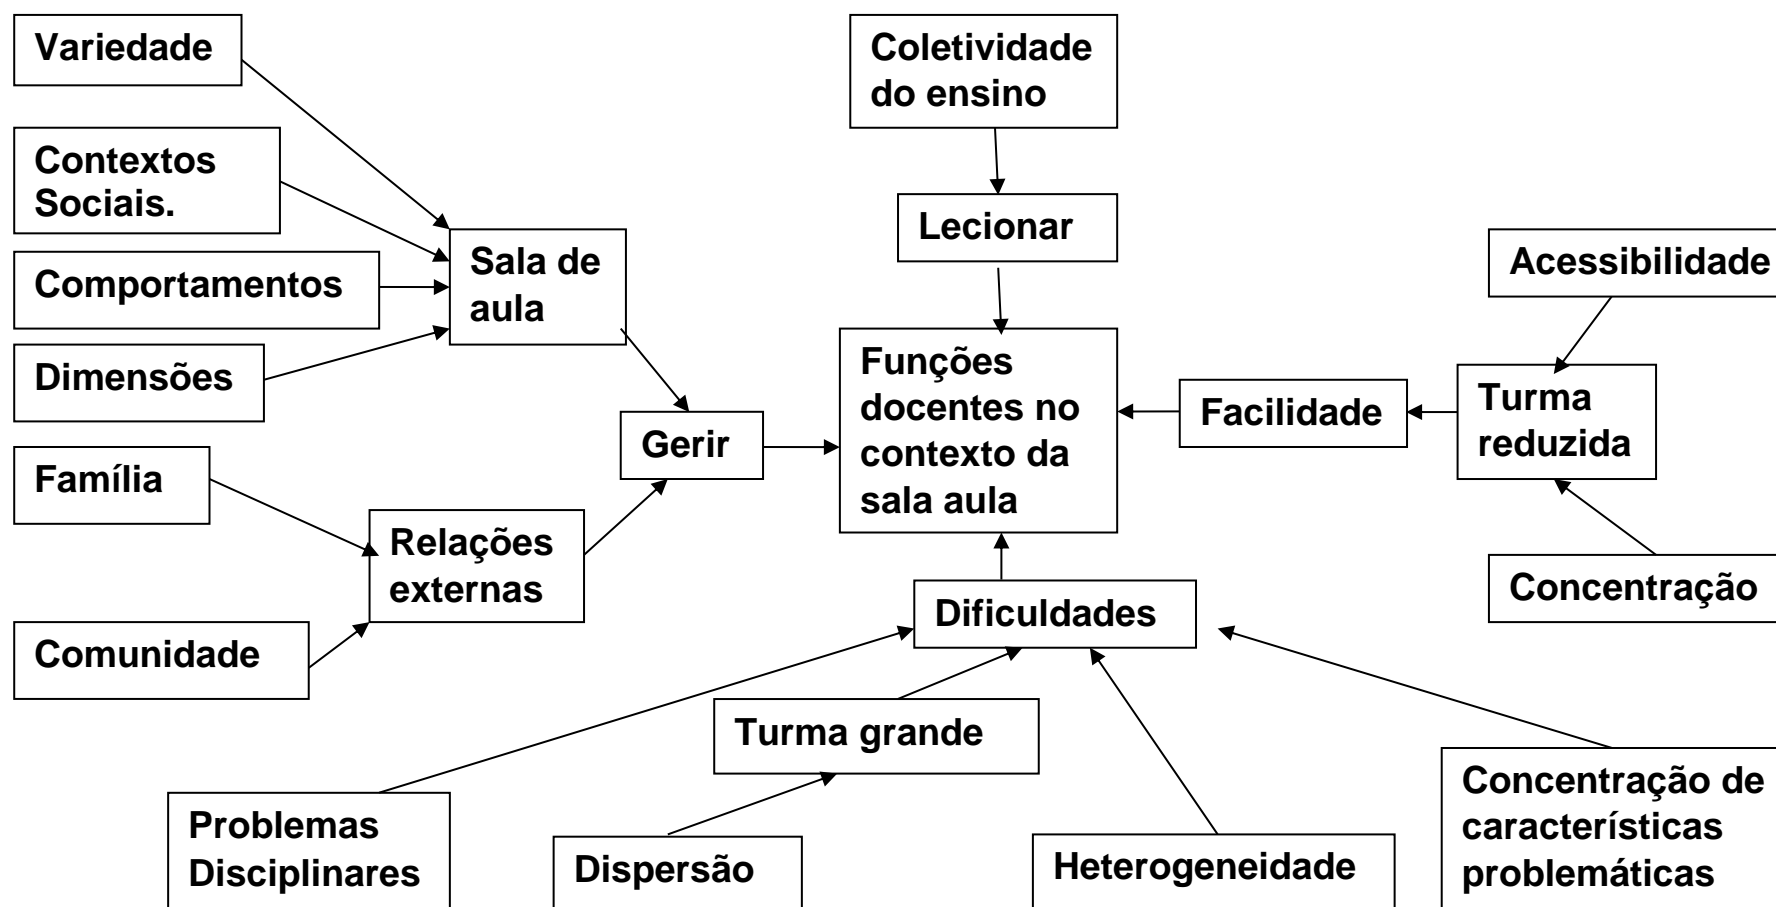 Variedade
Coletividade
do ensino
Contextos
Sociais.
Lecionar
Sala de
aula
Acessibilidade
Comportamentos
Dimensões
Funções
docentes no
contexto da
sala aula
Facilidade
Turma
reduzida
Gerir
Família
Relações
externas
Concentração
Dificuldades
Comunidade
Turma grande
Problemas
Disciplinares
Dispersão
Heterogeneidade
Concentração de
características
problemáticas